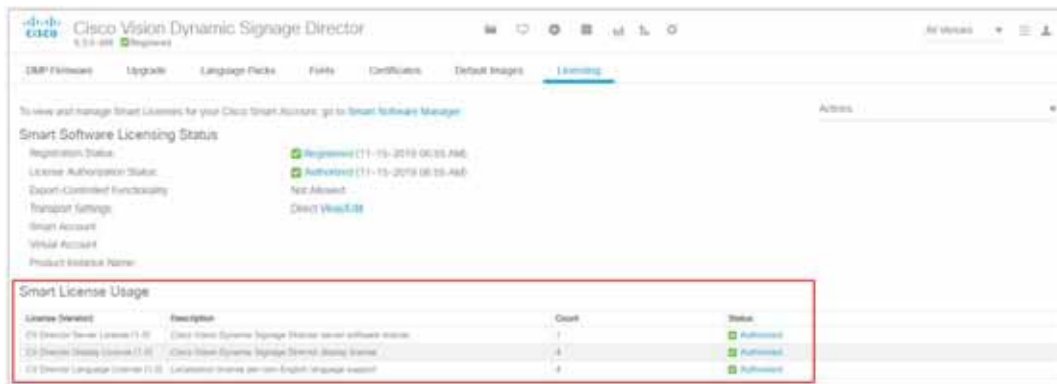 CISCO
Cisco Vision Dynamic Signage Director
Registered
All Venues
DMP Firmware Upgrade Language Packs Fonts Certificates Default Images Licensing
To view and manage Smart Licenses for your Cisco Smart Account, go to Smart Software Manager
Actions
Smart Software Licensing Status
Registration Status: Registered (11-15-2019 06:55 AM)
License Authorization Status: Authorized (11-15-2019 06:55 AM)
Export-Controlled Functionality Not Allowed
Transport Settings: Direct View/Edit
Smart Account
Virtual Account
Product Instance Name:
Smart License Usage
License (Version) Description Count Status
CV Director Server License (1.0) Cisco Vision Dynamic Signage Director server software license 1 Authorized
CV Director Display License (1.0) Cisco Vision Dynamic Signage Director display license 4 Authorized
CV Director Language License (1.0) Localization license per non-English language support 4 Authorized